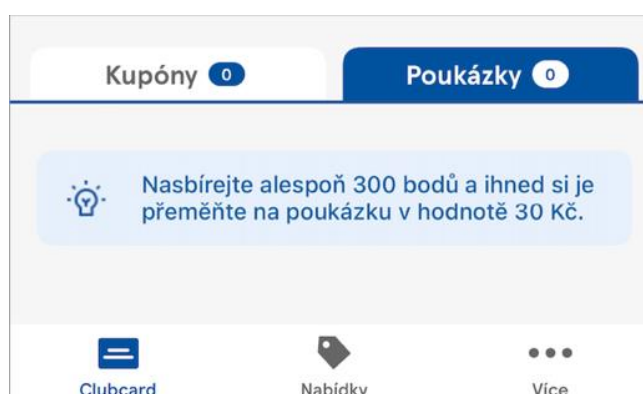 Kupóny 0 Poukázky 0
Nasbírejte alespoň 300 bodů a ihned si je
přeměňte na poukázku v hodnotě 30 Kč.
Clubcard Nabídky Více